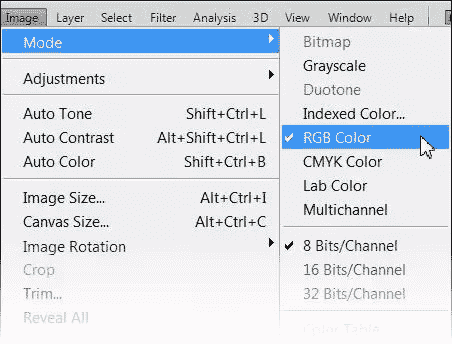 Image Layer Select Filter Analysis 3D View Window Help
Mode
Adjustments
Auto Tone Shift+Ctrl+L
Auto Contrast Alt+Shift+Ctrl+L
Auto Color Shift+Ctrl+B
Image Size... Alt+Ctrl+I
Canvas Size... Alt+Ctrl+C
Image Rotation
Crop
Trim...
Reveal All
Bitmap
Grayscale
Duotone
Indexed Color...
RGB Color
CMYK Color
Lab Color
Multichannel
8 Bits/Channel
16 Bits/Channel
32 Bits/Channel
Color Table...